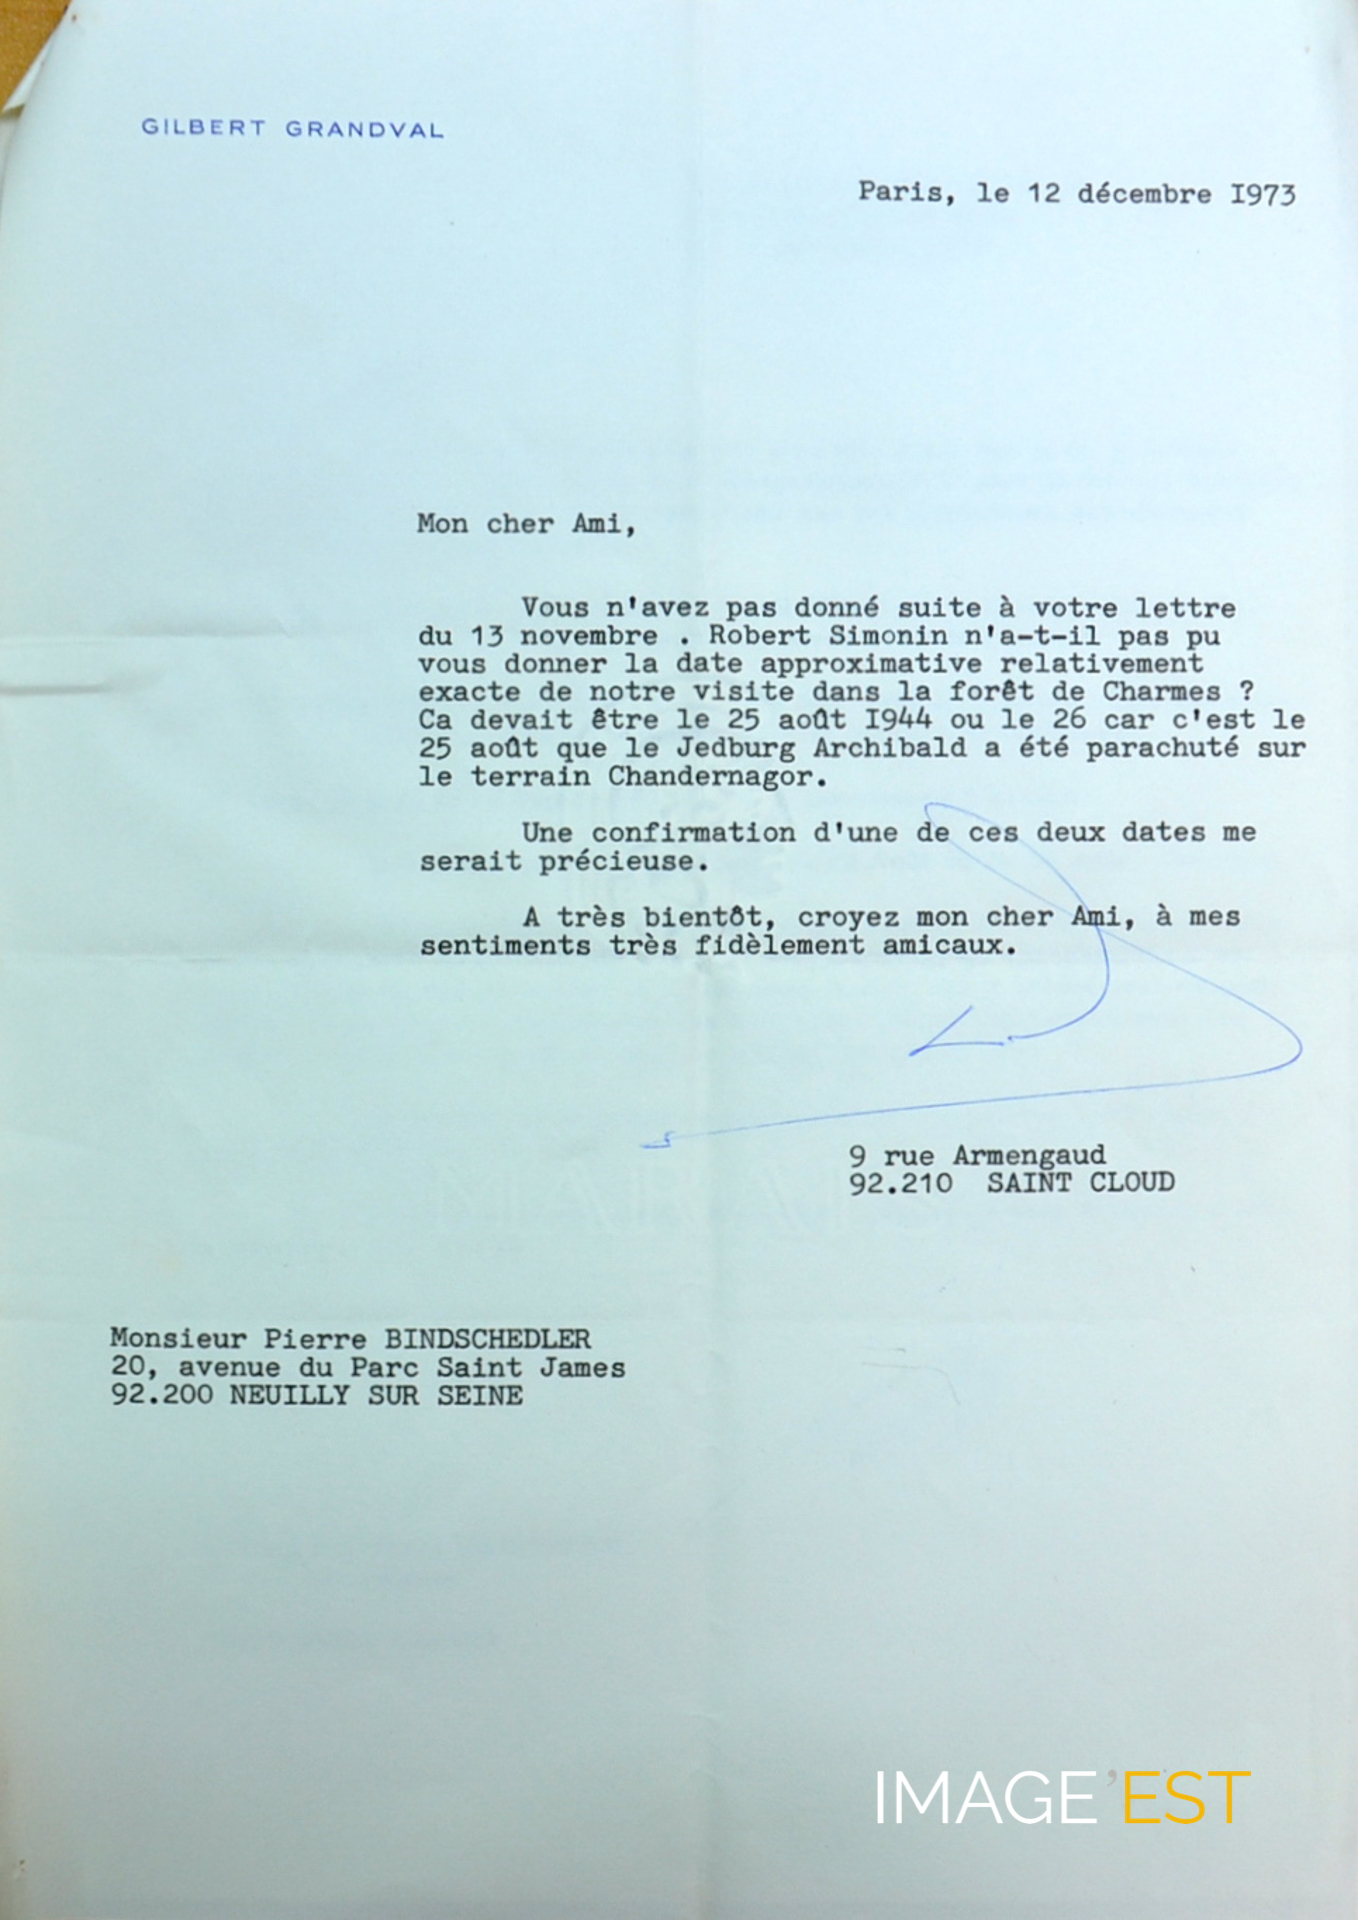 GILBERT GRANDVAL
Paris, le 12 décembre I973
Mon cher Ami,
Vous n'avez pas donné suite à votre lettre
du 13 novembre . Robert Simonin n'a-t-il pas pu
vous donner la date approximative relativement
exacte de notre visite dans la forêt de Charmes ?
Ca devait être le 25 août I944 ou le 26 car c'est le
25 août que le Jedburg Archibald a été parachuté sur
le terrain Chandernagor.
Une confirmation d'une de ces deux dates me
serait précieuse.
A très bientôt, croyez mon cher Ami, à mes
sentiments très fidèlement amicaux.
9 rue Armengaud
92.210 SAINT CLOUD
Monsieur Pierre BINDSCHEDLER
20, avenue du Parc Saint James
92.200 NEUILLY SUR SEINE
IMAGE'EST